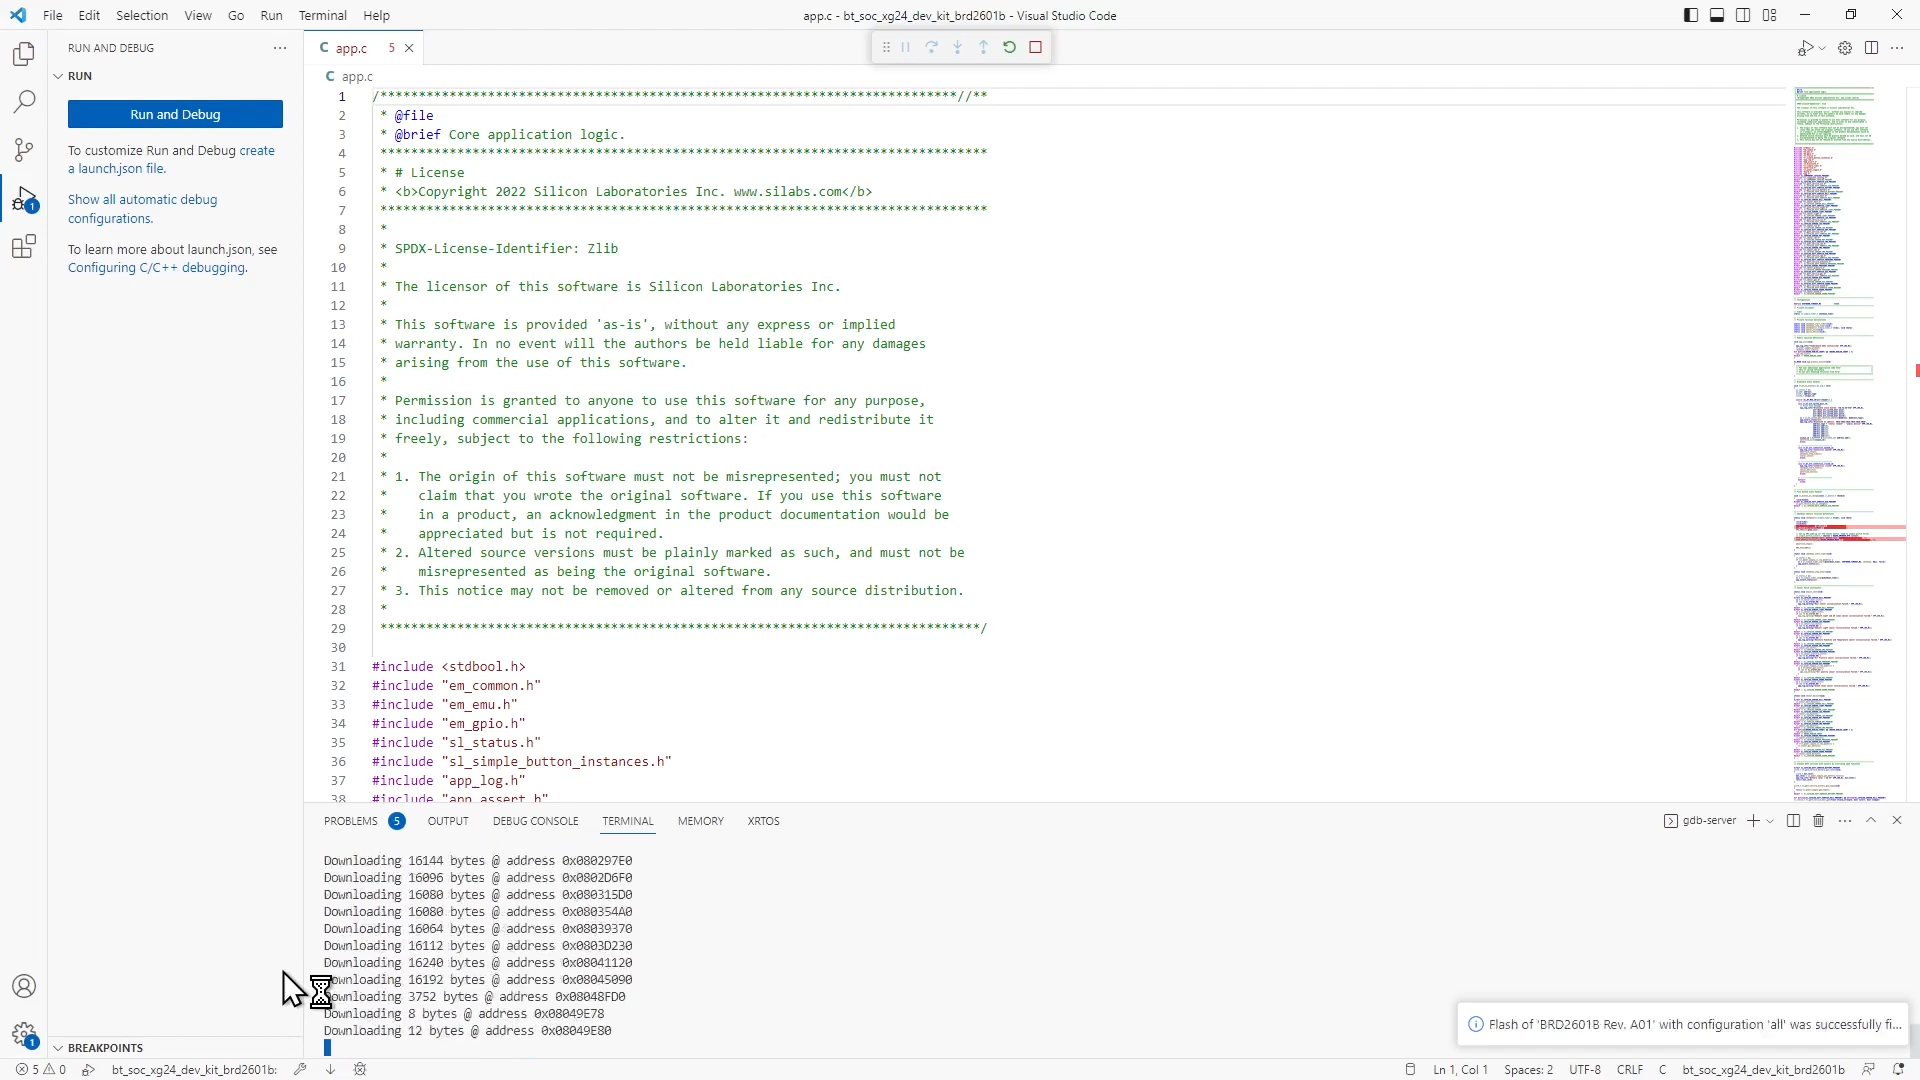 File Edit Selection View Go Run Terminal Help
app.c - bt_soc_xg24_dev_kit_brd2601b - Visual Studio Code
RUN AND DEBUG
RUN
Run and Debug
To customize Run and Debug create
a launch.json file.
Show all automatic debug
configurations.
To learn more about launch.json, see
Configuring C/C++ debugging.
BREAKPOINTS
C app.c 5
C app.c
1 /***************************************************************************//**
2 * @file
3 * @brief Core application logic.
4 *******************************************************************************
5 * # License
6 * <b>Copyright 2022 Silicon Laboratories Inc. www.silabs.com</b>
7 *******************************************************************************
8 *
9 * SPDX-License-Identifier: Zlib
10 *
11 * The licensor of this software is Silicon Laboratories Inc.
12 *
13 * This software is provided 'as-is', without any express or implied
14 * warranty. In no event will the authors be held liable for any damages
15 * arising from the use of this software.
16 *
17 * Permission is granted to anyone to use this software for any purpose,
18 * including commercial applications, and to alter it and redistribute it
19 * freely, subject to the following restrictions:
20 *
21 * 1. The origin of this software must not be misrepresented; you must not
22 *    claim that you wrote the original software. If you use this software
23 *    in a product, an acknowledgment in the product documentation would be
24 *    appreciated but is not required.
25 * 2. Altered source versions must be plainly marked as such, and must not be
26 *    misrepresented as being the original software.
27 * 3. This notice may not be removed or altered from any source distribution.
28 *
29 ******************************************************************************/
30
31 #include <stdbool.h>
32 #include "em_common.h"
33 #include "em_emu.h"
34 #include "em_gpio.h"
35 #include "sl_status.h"
36 #include "sl_simple_button_instances.h"
37 #include "app_log.h"
38 #include "app_assert.h"
PROBLEMS 5 OUTPUT DEBUG CONSOLE TERMINAL MEMORY XRTOS
gdb-server
Downloading 16144 bytes @ address 0x080297E0
Downloading 16096 bytes @ address 0x0802D6F0
Downloading 16080 bytes @ address 0x080315D0
Downloading 16080 bytes @ address 0x080354A0
Downloading 16064 bytes @ address 0x08039370
Downloading 16112 bytes @ address 0x0803D230
Downloading 16240 bytes @ address 0x08041120
ownloading 16192 bytes @ address 0x08045090
ownloading 3752 bytes @ address 0x08048FD0
Downloading 8 bytes @ address 0x08049E78
Downloading 12 bytes @ address 0x08049E80
Flash of 'BRD2601B Rev. A01' with configuration 'all' was successfully fi...
1
1
5 0 bt_soc_xg24_dev_kit_brd2601b:
Ln 1, Col 1 Spaces: 2 UTF-8 CRLF C bt_soc_xg24_dev_kit_brd2601b